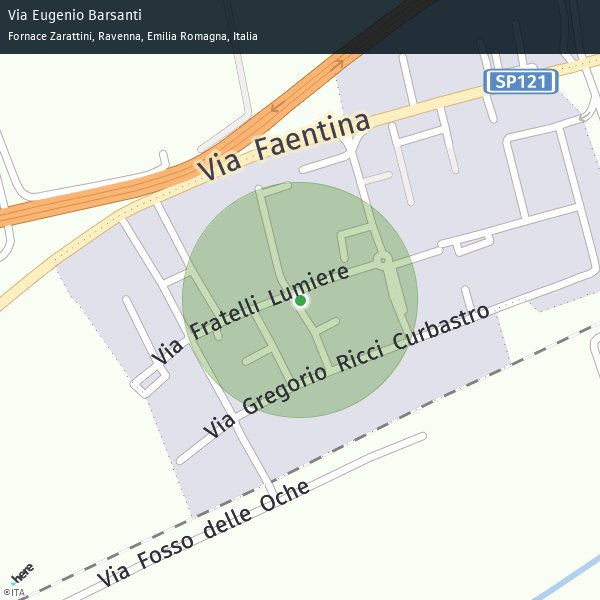 Via Eugenio Barsanti
Fornace Zarattini, Ravenna, Emilia Romagna, Italia
SP121
Via Faentina
Via Fratelli Lumiere
Via Gregorio Ricci Curbastro
Via Fosso delle Oche
here
©ITA